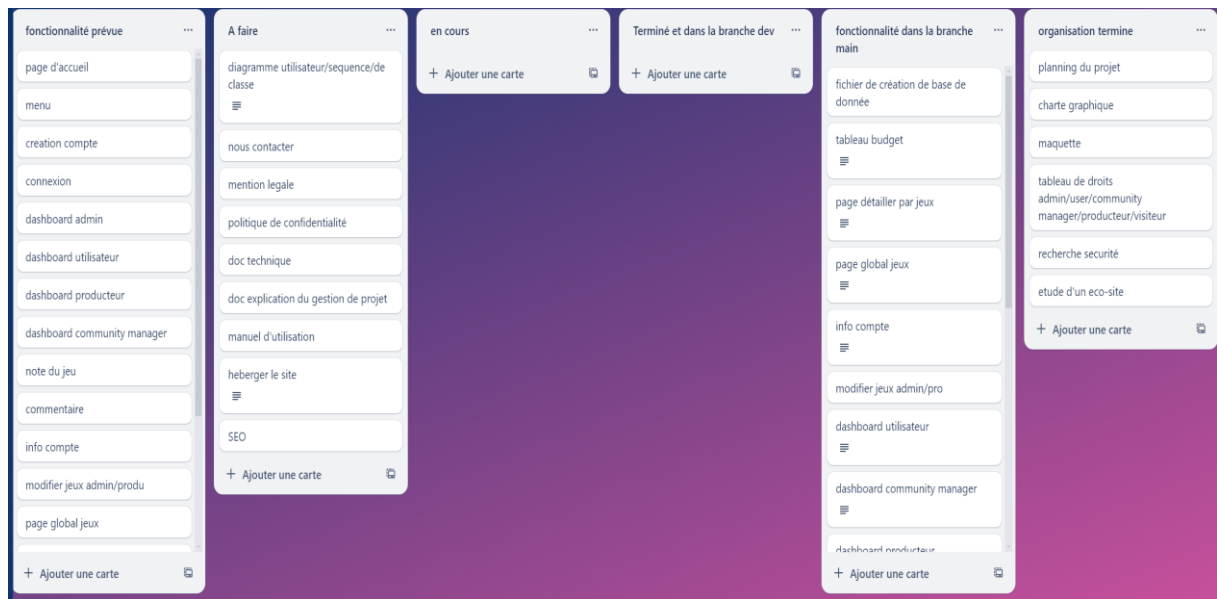 fonctionnalité prévue
page d'accueil
menu
creation compte
connexion
dashboard admin
dashboard utilisateur
dashboard producteur
dashboard community manager
note du jeu
commentaire
info compte
modifier jeux admin/produ
page global jeux
+ Ajouter une carte
A faire
diagramme utilisateur/sequence/de
classe
nous contacter
mention legale
politique de confidentialité
doc technique
doc explication du gestion de projet
manuel d'utilisation
heberger le site
SEO
+ Ajouter une carte
en cours
+ Ajouter une carte
Terminé et dans la branche dev
+ Ajouter une carte
fonctionnalité dans la branche
main
fichier de création de base de
donnée
tableau budget
page détailler par jeux
page global jeux
info compte
modifier jeux admin/pro
dashboard utilisateur
dashboard community manager
dashboard producteur
+ Ajouter une carte
organisation termine
planning du projet
charte graphique
maquette
tableau de droits
admin/user/community
manager/producteur/visiteur
recherche securité
etude d'un eco-site
+ Ajouter une carte